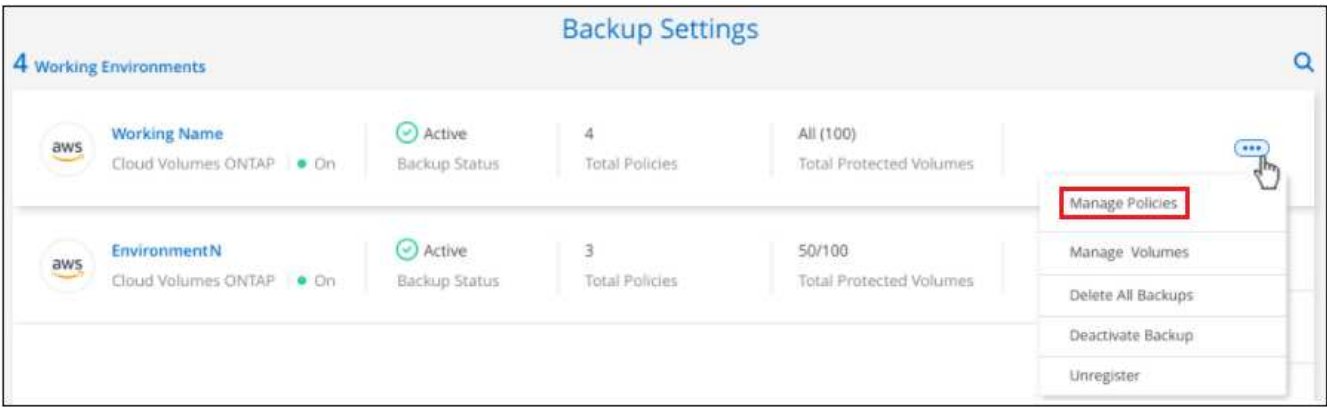 Backup Settings
4 Working Environments
aws
Working Name
Cloud Volumes ONTAP
On
Active
Backup Status
4
Total Policies
All (100)
Total Protected Volumes
Manage Policies
Manage Volumes
Delete All Backups
Deactivate Backup
Unregister
aws
EnvironmentN
Cloud Volumes ONTAP
On
Active
Backup Status
3
Total Policies
50/100
Total Protected Volumes